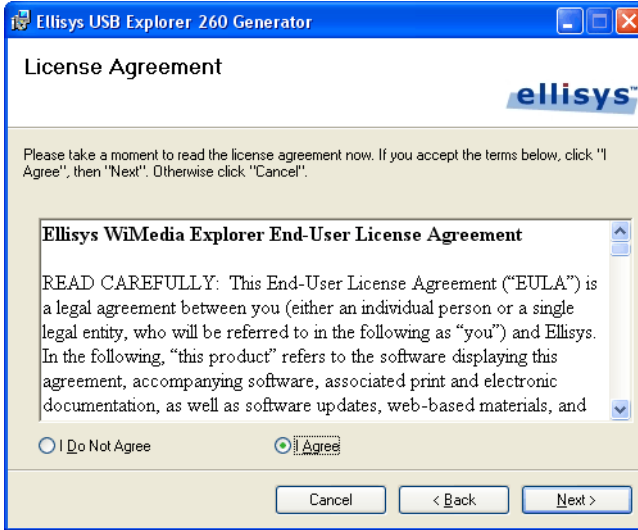 Ellisys USB Explorer 260 Generator
License Agreement
ellisys™
Please take a moment to read the license agreement now. If you accept the terms below, click "I
Agree", then "Next". Otherwise click "Cancel".
Ellisys WiMedia Explorer End-User License Agreement
READ CAREFULLY: This End-User License Agreement (“EULA”) is
a legal agreement between you (either an individual person or a single
legal entity, who will be referred to in the following as “you”) and Ellisys.
In the following, “this product” refers to the software displaying this
agreement, accompanying software, associated print and electronic
documentation, as well as software updates, web-based materials, and
I Do Not Agree
I Agree
Cancel
< Back
Next >